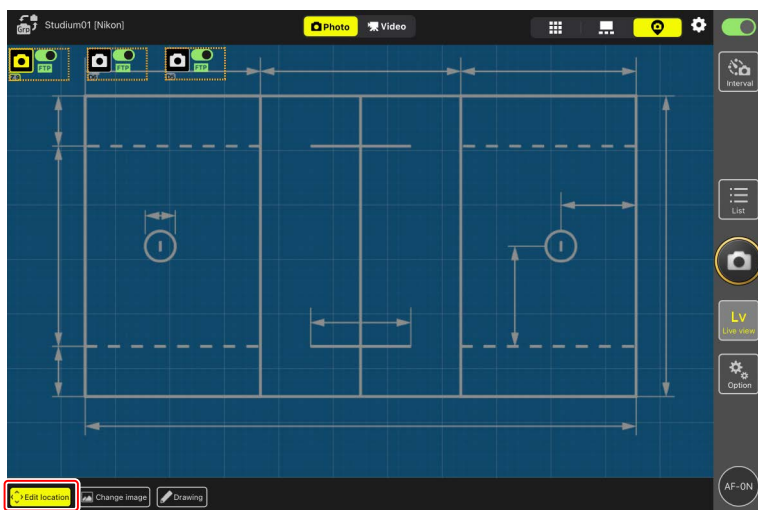 Grp
Studium01 [Nikon]
Photo
Video
FTP
FTP
FTP
Interval
List
Lv
Live view
Option
Edit location
Change image
Drawing
AF-ON